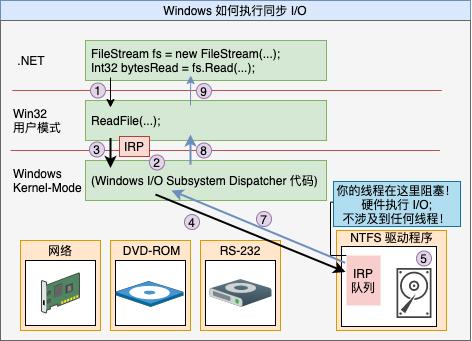 Windows 如何执行同步 I/O
.NET
FileStream fs = new FileStream(...);
Int32 bytesRead = fs.Read(...);
1
9
Win32
用户模式
ReadFile(...);
3
IRP
2
8
Windows
Kernel-Mode
(Windows I/O Subsystem Dispatcher 代码)
你的线程在这里阻塞！
硬件执行 I/O;
不涉及到任何线程！
4
7
网络
DVD-ROM
RS-232
NTFS 驱动程序
IRP
队列
5